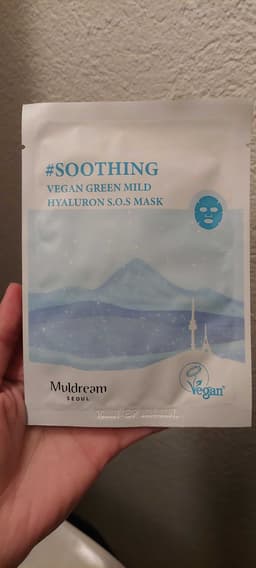 #SOOTHING
VEGAN GREEN MILD
HYALURON S.O.S MASK
Muldream
SEOUL
Vegan